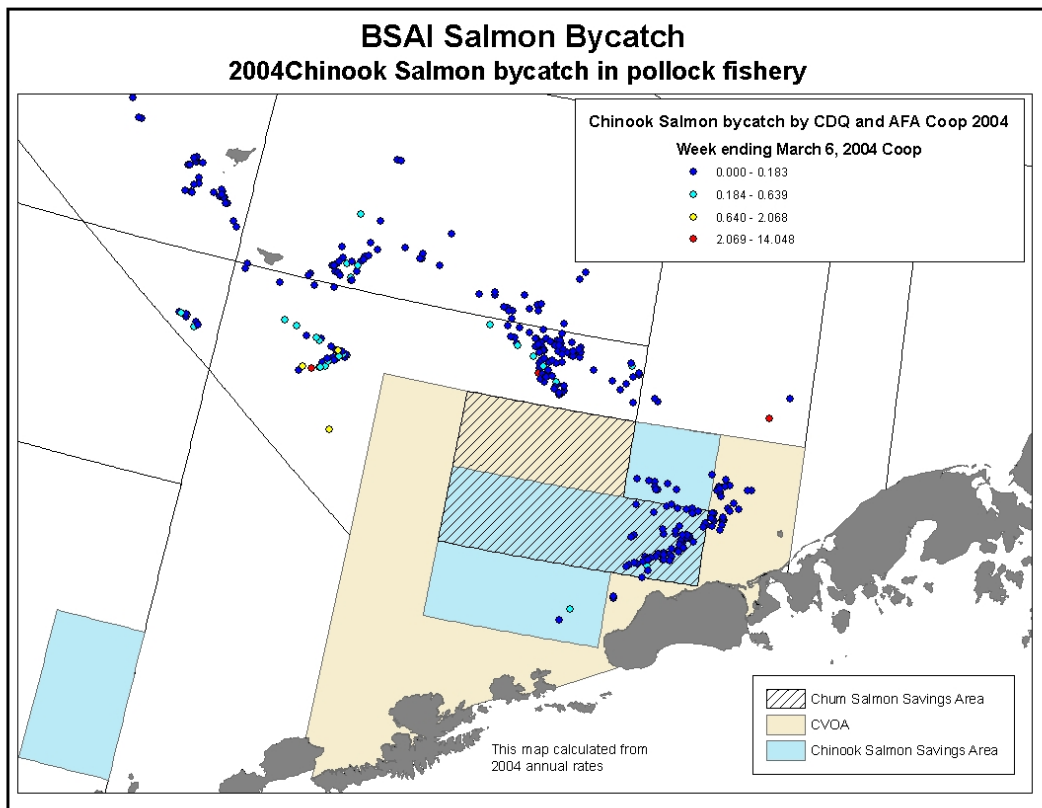 BSAI Salmon Bycatch
2004Chinook Salmon bycatch in pollock fishery
Chinook Salmon bycatch by CDQ and AFA Coop 2004
Week ending March 6, 2004 Coop
0.000 - 0.183
0.184 - 0.639
0.640 - 2.068
2.069 - 14.048
Chum Salmon Savings Area
CVOA
Chinook Salmon Savings Area
This map calculated from
2004 annual rates